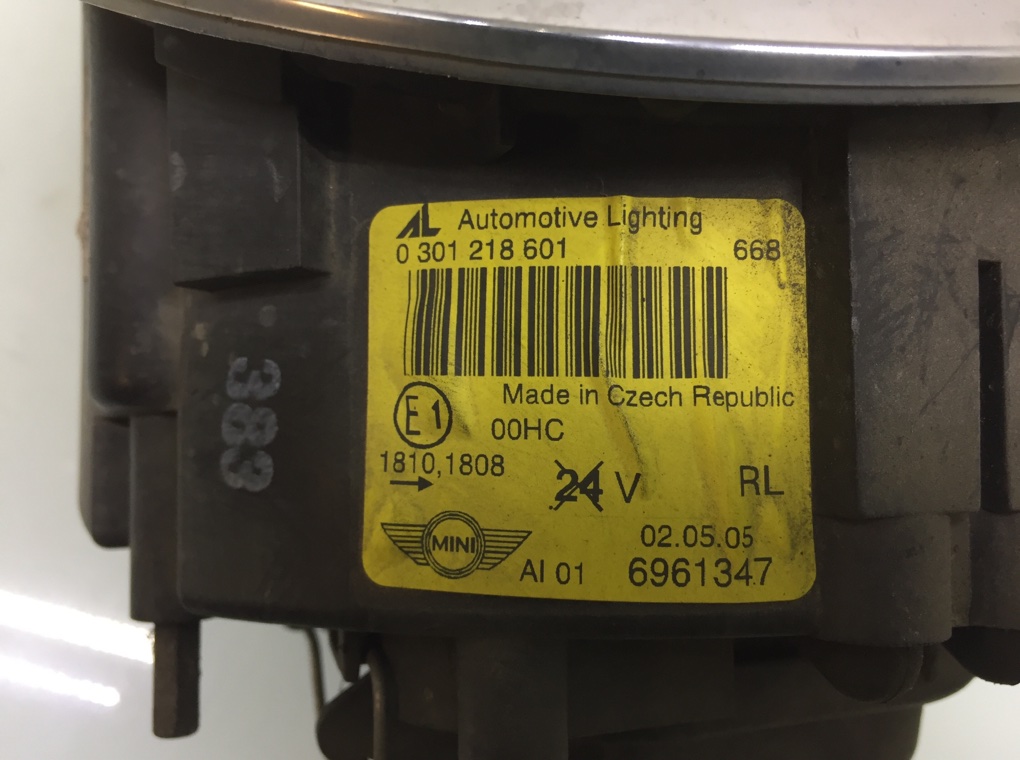 AL Automotive Lighting
0 301 218 601 668
Made in Czech Republic
E1 00HC
1810,1808
24 V RL
02.05.05
MINI AI 01 6961347
383